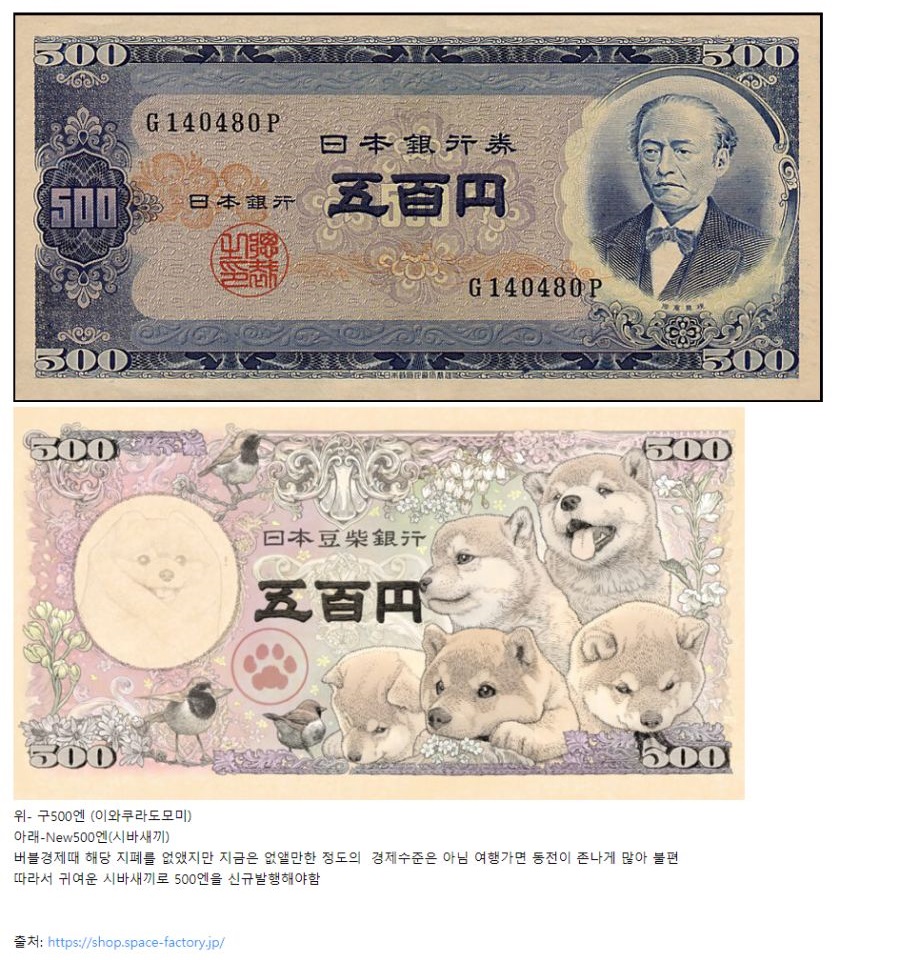 500 500
G140480P
日本銀行券
日本銀行 五百円
500
G140480P
岩倉具視
500 500
500 500
日本豆柴銀行
五百円
500 500
위- 구500엔 (이와쿠라도모미)
아래-New500엔(시바새끼)
버블경제때 해당 지폐를 없앴지만 지금은 없앨만한 정도의  경제수준은 아님 여행가면 동전이 존나게 많아 불편
따라서 귀여운 시바새끼로 500엔을 신규발행해야함
출처: https://shop.space-factory.jp/